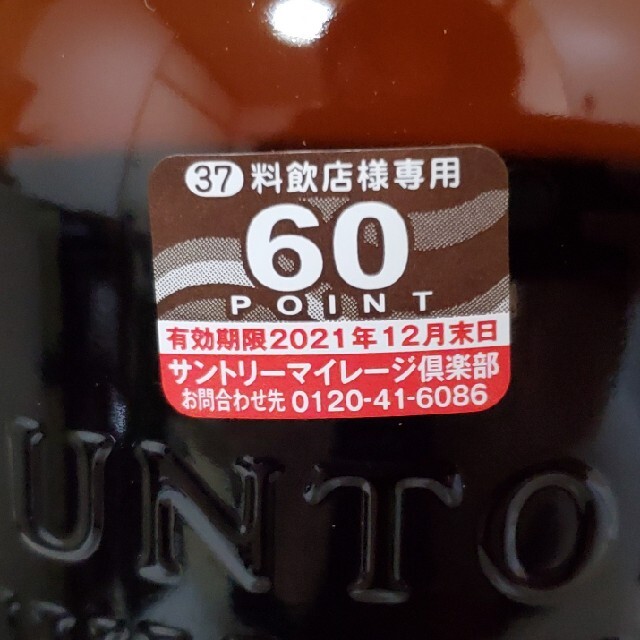 37 料飲店様専用
60
POINT
有効期限2021年12月末日
サントリーマイレージ倶楽部
お問合わせ先 0120-41-6086
UNTO